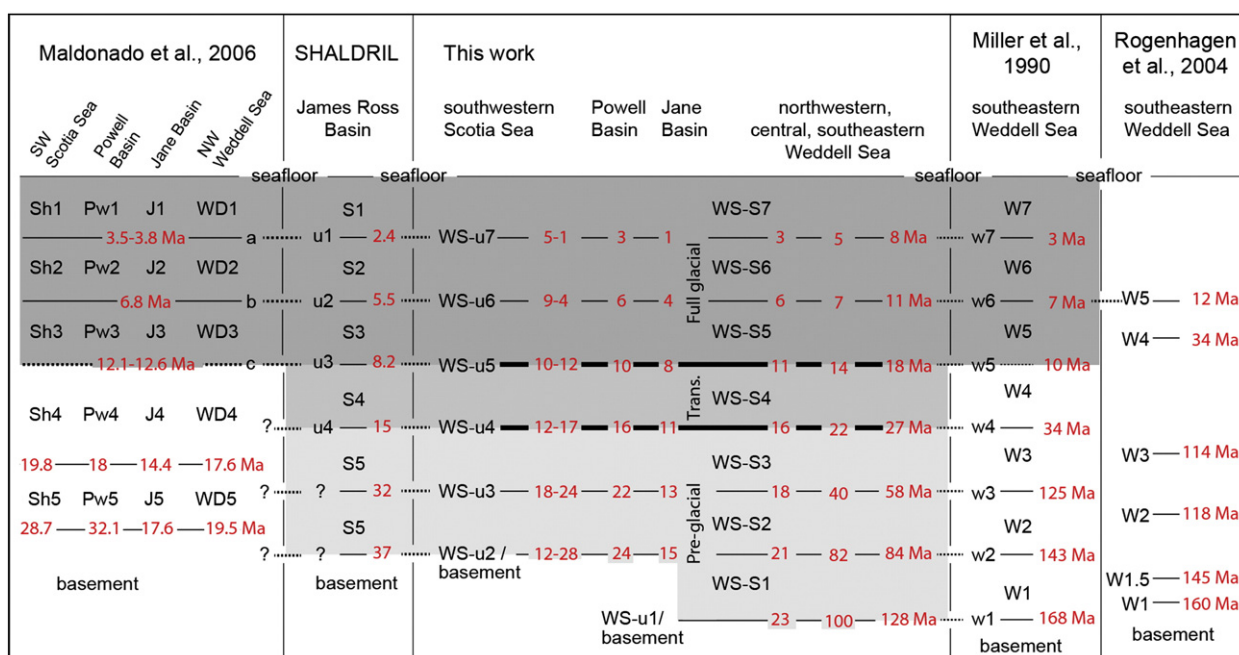 Maldonado et al., 2006
SHALDRIL
This work
Miller et al.,
1990
Rogenhagen
et al., 2004
SW
Scotia Sea
Powell
Basin
Jane Basin
NW
Weddell Sea
James Ross
Basin
southwestern
Scotia Sea
Powell
Basin
Jane
Basin
northwestern,
central, southeastern
Weddell Sea
southeastern
Weddell Sea
southeastern
Weddell Sea
seafloor seafloor seafloor seafloor
Sh1 Pw1 J1 WD1 S1 WS-S7 W7
3.5-3.8 Ma a u1 2.4 WS-u7 5-1 3 1 3 5 8 Ma w7 3 Ma
Sh2 Pw2 J2 WD2 S2 WS-S6 W6
Full glacial
6.8 Ma b u2 5.5 WS-u6 9-4 6 4 6 7 11 Ma w6 7 Ma W5 12 Ma
Sh3 Pw3 J3 WD3 S3 WS-S5 W5 W4 34 Ma
12.1-12.6 Ma c u3 8.2 WS-u5 10-12 10 8 11 14 18 Ma w5 10 Ma
Sh4 Pw4 J4 WD4 S4 WS-S4 W4
Trans.
? u4 15 WS-u4 12-17 16 11 16 22 27 Ma w4 34 Ma
19.8 18 14.4 17.6 Ma S5 WS-S3 W3 W3 114 Ma
Sh5 Pw5 J5 WD5 ? ? 32 WS-u3 18-24 22 13 18 40 58 Ma w3 125 Ma
28.7 32.1 17.6 19.5 Ma S5 WS-S2 W2 W2 118 Ma
Pre-glacial
? ? 37 WS-u2 / 12-28 24 15 21 82 84 Ma w2 143 Ma
basement basement basement WS-S1 W1 W1.5 145 Ma
W1 160 Ma
WS-u1/ 23 100 128 Ma w1 168 Ma
basement basement basement